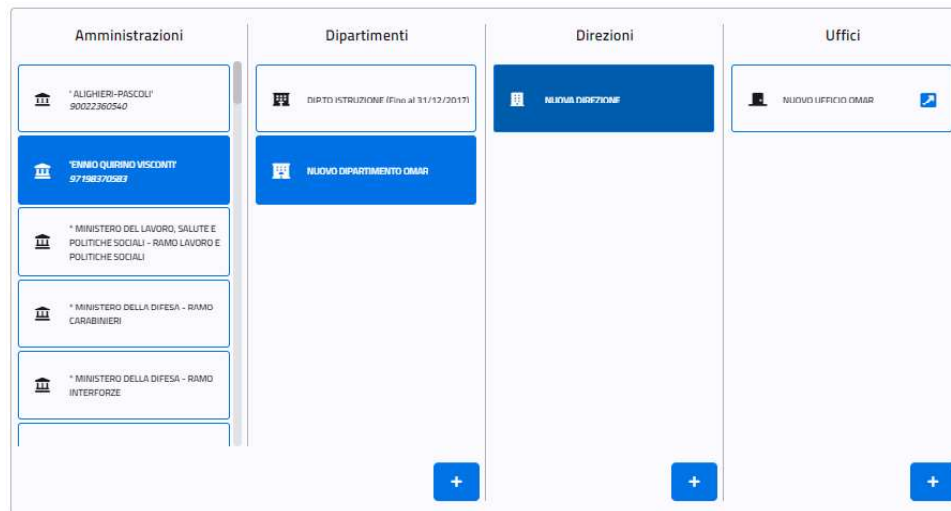 Amministrazioni
Dipartimenti
Direzioni
Uffici
' ALIGHIERI-PASCOLI'
90022360540
DIP.TO ISTRUZIONE (Fino al 31/12/2017)
NUOVA DIREZIONE
NUOVO UFFICIO OMAR
'ENNIO QUIRINO VISCONTI'
97198370583
NUOVO DIPARTIMENTO OMAR
* MINISTERO DEL LAVORO, SALUTE E
POLITICHE SOCIALI - RAMO LAVORO E
POLITICHE SOCIALI
* MINISTERO DELLA DIFESA - RAMO
CARABINIERI
* MINISTERO DELLA DIFESA - RAMO
INTERFORZE
+
+
+